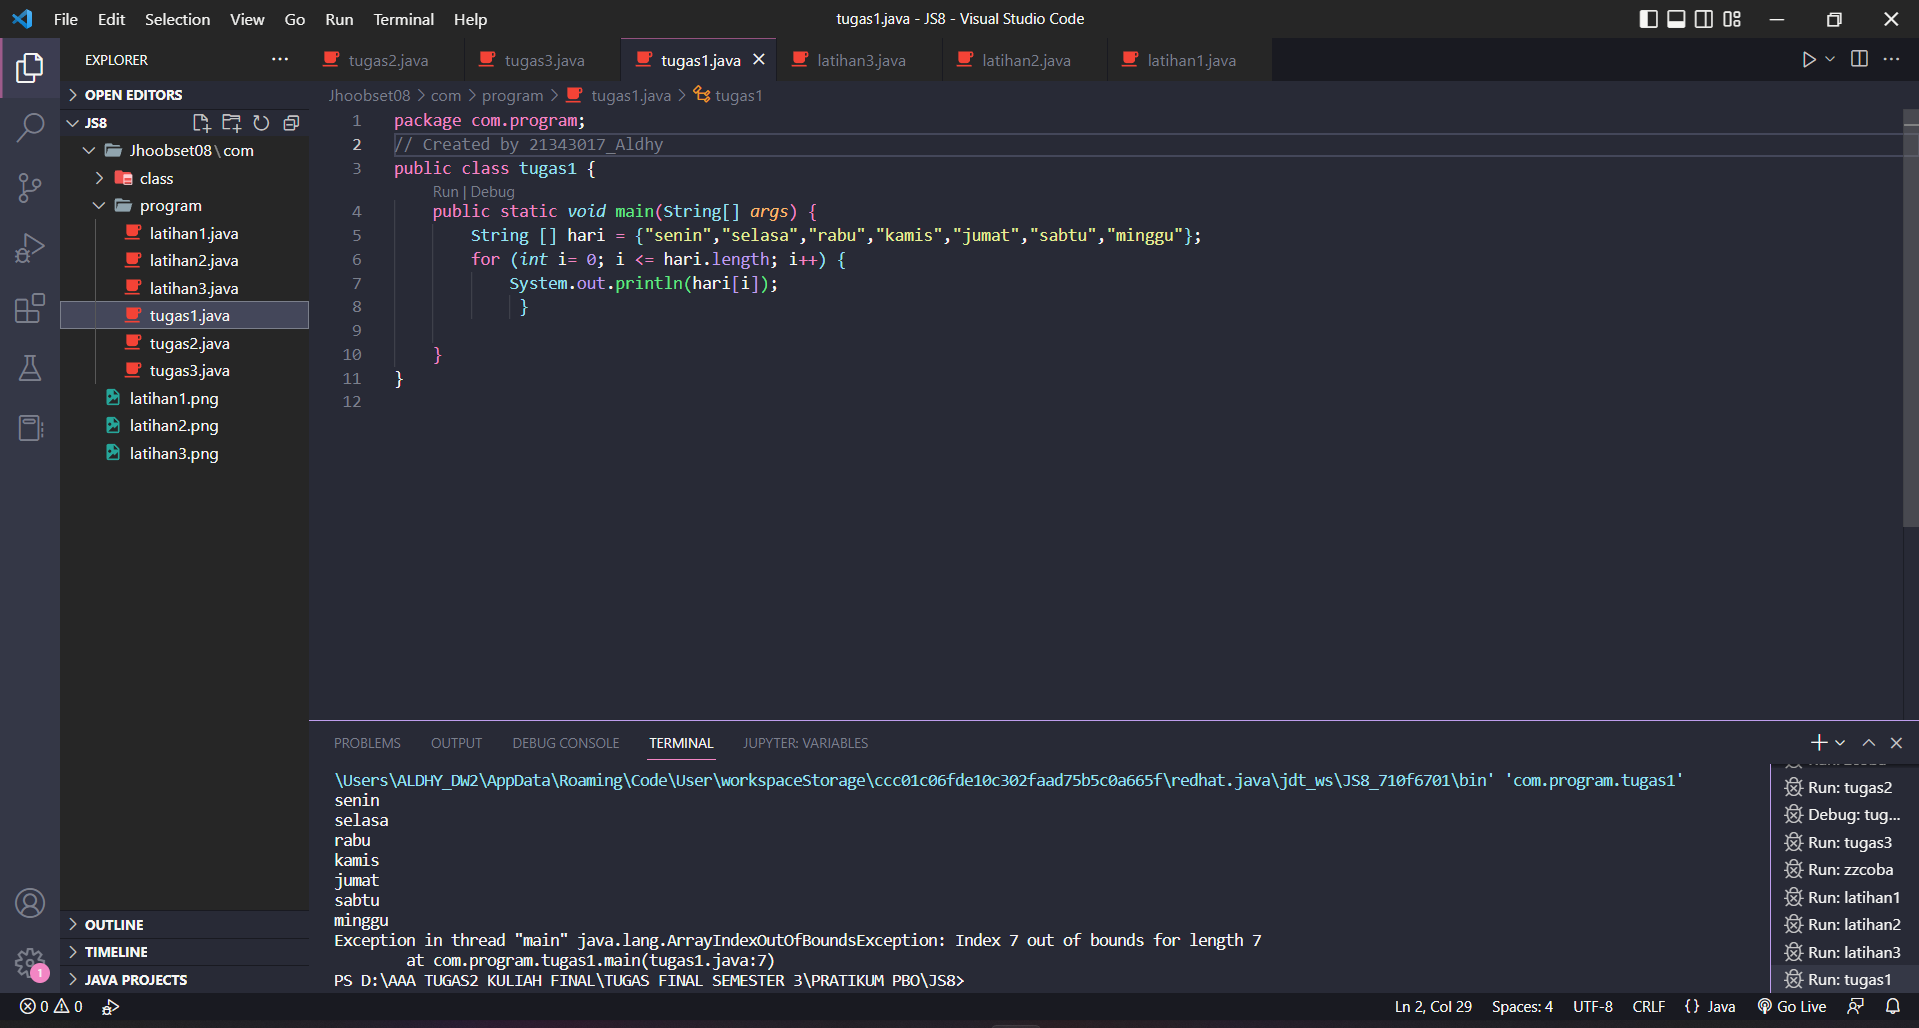 File Edit Selection View Go Run Terminal Help
tugas1.java - JS8 - Visual Studio Code
EXPLORER
tugas2.java
tugas3.java
tugas1.java
latihan3.java
latihan2.java
latihan1.java
OPEN EDITORS
JS8
Jhoobset08\com
class
program
latihan1.java
latihan2.java
latihan3.java
tugas1.java
tugas2.java
tugas3.java
latihan1.png
latihan2.png
latihan3.png
OUTLINE
TIMELINE
JAVA PROJECTS
1
Jhoobset08 > com > program > tugas1.java > tugas1
1 package com.program;
2 // Created by 21343017_Aldhy
3 public class tugas1 {
Run | Debug
4 public static void main(String[] args) {
5 String [] hari = {"senin","selasa","rabu","kamis","jumat","sabtu","minggu"};
6 for (int i= 0; i <= hari.length; i++) {
7 System.out.println(hari[i]);
8 }
9
10 }
11 }
12
PROBLEMS OUTPUT DEBUG CONSOLE TERMINAL JUPYTER: VARIABLES
\Users\ALDHY_DW2\AppData\Roaming\Code\User\workspaceStorage\ccc01c06fde10c302faad75b5c0a665f\redhat.java\jdt_ws\JS8_710f6701\bin' 'com.program.tugas1'
senin
selasa
rabu
kamis
jumat
sabtu
minggu
Exception in thread "main" java.lang.ArrayIndexOutOfBoundsException: Index 7 out of bounds for length 7
at com.program.tugas1.main(tugas1.java:7)
PS D:\AAA TUGAS2 KULIAH FINAL\TUGAS FINAL SEMESTER 3\PRATIKUM PBO\JS8>
Run: tugas2
Debug: tug...
Run: tugas3
Run: zzcoba
Run: latihan1
Run: latihan2
Run: latihan3
Run: tugas1
0 0
Ln 2, Col 29 Spaces: 4 UTF-8 CRLF {} Java Go Live